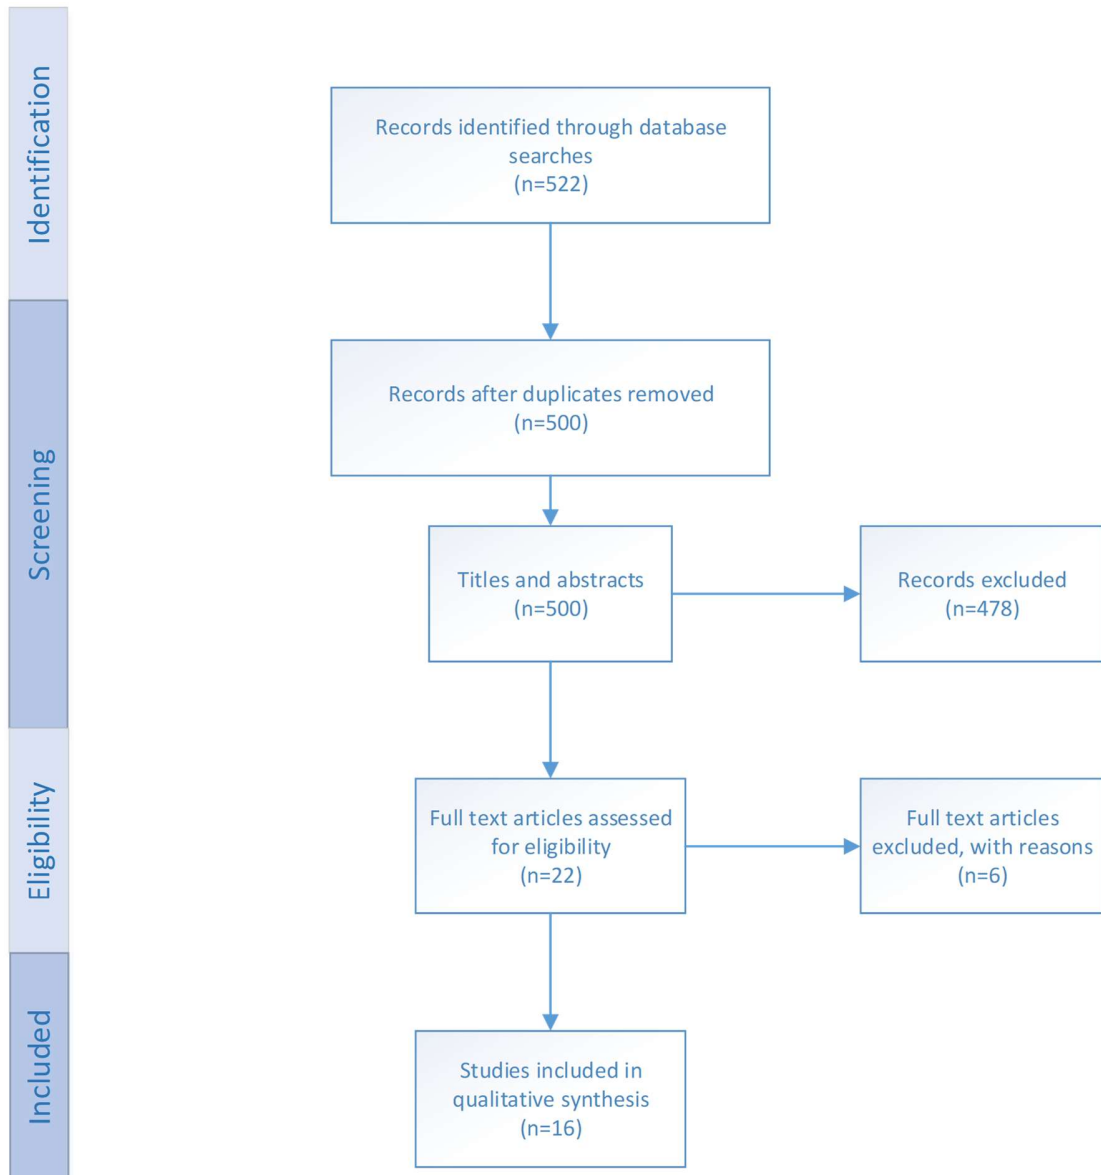 Identification
Records identified through database
searches
(n=522)
Screening
Records after duplicates removed
(n=500)
Titles and abstracts
(n=500)
Records excluded
(n=478)
Eligibility
Full text articles assessed
for eligibility
(n=22)
Full text articles
excluded, with reasons
(n=6)
Included
Studies included in
qualitative synthesis
(n=16)